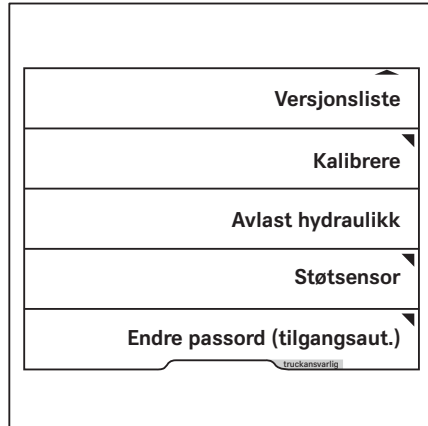 Versjonsliste
Kalibrere
Avlast hydraulikk
Støtsensor
Endre passord (tilgangsaut.)
truckansvarlig